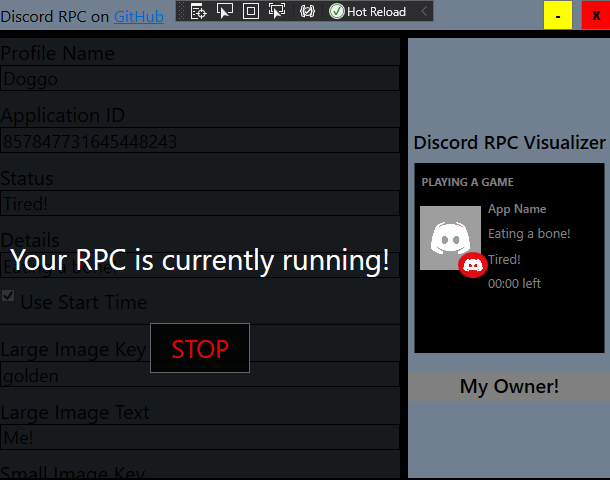 Discord RPC on GitHub
Hot Reload
-
x
Profile Name
Doggo
Application ID
857847731645448243
Status
Tired!
Details
Eating a bone!
Your RPC is currently running!
Use Start Time
STOP
Large Image Key
golden
Large Image Text
Me!
Small Image Key
Discord RPC Visualizer
PLAYING A GAME
App Name
Eating a bone!
Tired!
00:00 left
My Owner!